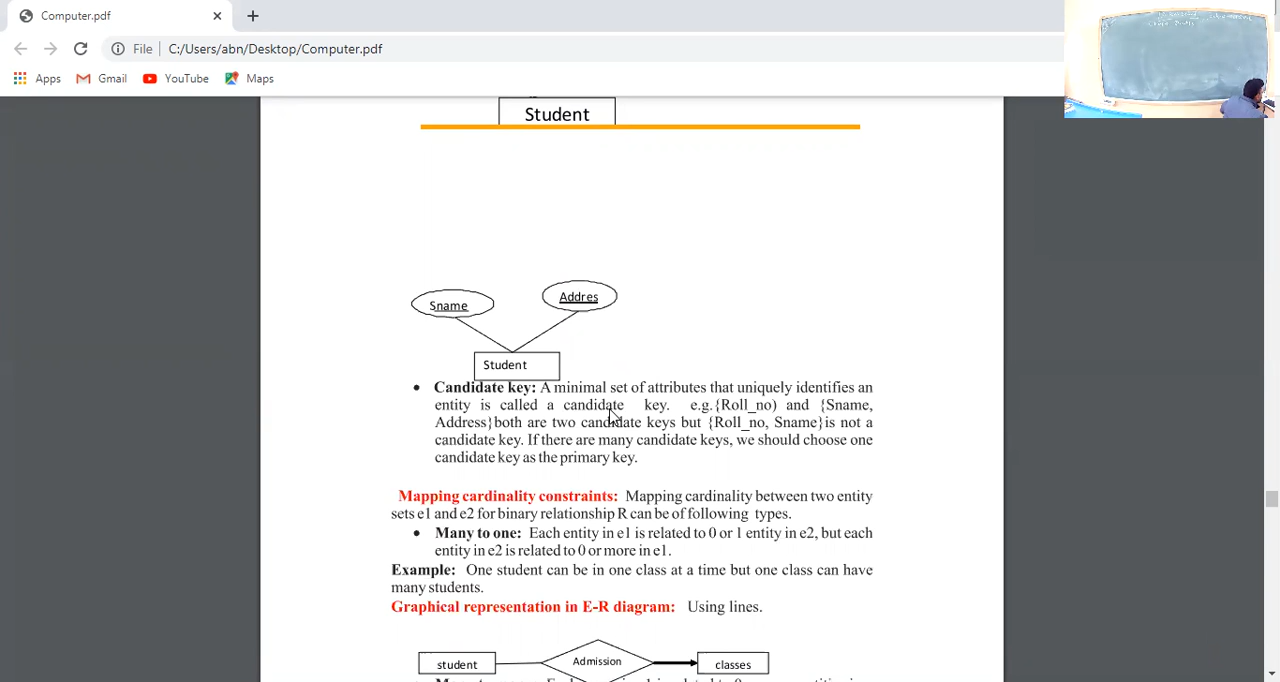 Computer.pdf
File C:/Users/abn/Desktop/Computer.pdf
Apps Gmail YouTube Maps
Student
Sname
Addres
Student
• Candidate key: A minimal set of attributes that uniquely identifies an
entity is called a candidate key. e.g.{Roll_no) and {Sname,
Address}both are two candidate keys but {Roll_no, Sname}is not a
candidate key. If there are many candidate keys, we should choose one
candidate key as the primary key.
Mapping cardinality constraints: Mapping cardinality between two entity
sets e1 and e2 for binary relationship R can be of following types.
• Many to one: Each entity in e1 is related to 0 or 1 entity in e2, but each
entity in e2 is related to 0 or more in e1.
Example: One student can be in one class at a time but one class can have
many students.
Graphical representation in E-R diagram: Using lines.
student
Admission
classes